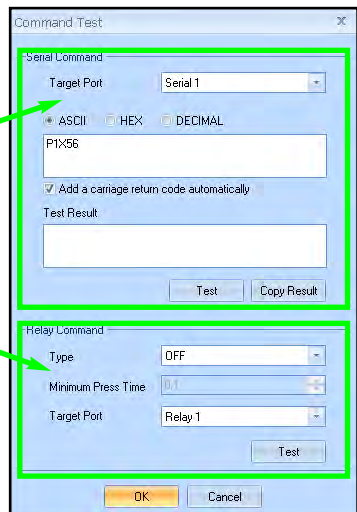 Command Test X
Serial Command
Target Port Serial 1
ASCII HEX DECIMAL
P1X56
Add a carriage return code automatically
Test Result
Test Copy Result
Relay Command
Type OFF
Minimum Press Time 0.1
Target Port Relay 1
Test
OK Cancel